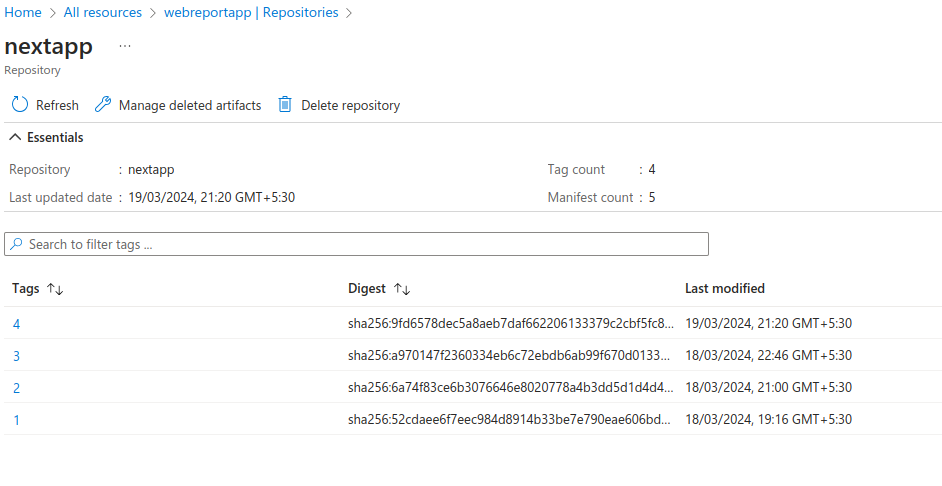 Home > All resources > webreportapp | Repositories >
nextapp ...
Repository
Refresh Manage deleted artifacts Delete repository
Essentials
Repository : nextapp Tag count : 4
Last updated date : 19/03/2024, 21:20 GMT+5:30 Manifest count : 5
Search to filter tags ...
Tags Digest Last modified
4 sha256:9fd6578dec5a8aeb7daf662206133379c2cbf5fc8... 19/03/2024, 21:20 GMT+5:30
3 sha256:a970147f2360334eb6c72ebdb6ab99f670d0133... 18/03/2024, 22:46 GMT+5:30
2 sha256:6a74f83ce6b3076646e8020778a4b3dd5d1d4d4... 18/03/2024, 21:00 GMT+5:30
1 sha256:52cdaee6f7eec984d8914b33be7e790eae606bd... 18/03/2024, 19:16 GMT+5:30